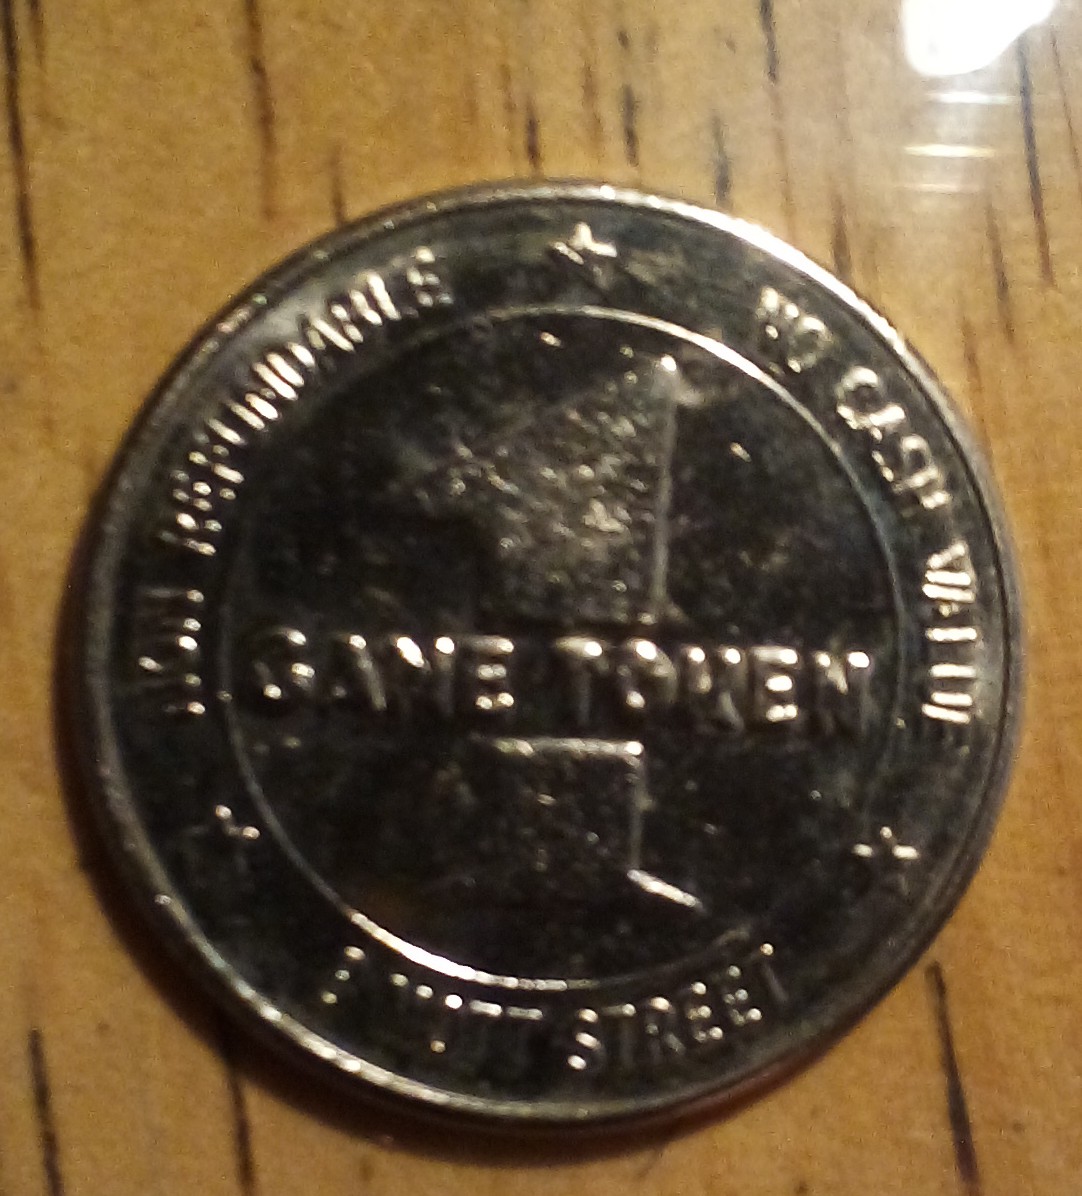 NON REFUNDABLE
NO CASH VALUE
GAME TOKEN
STREET